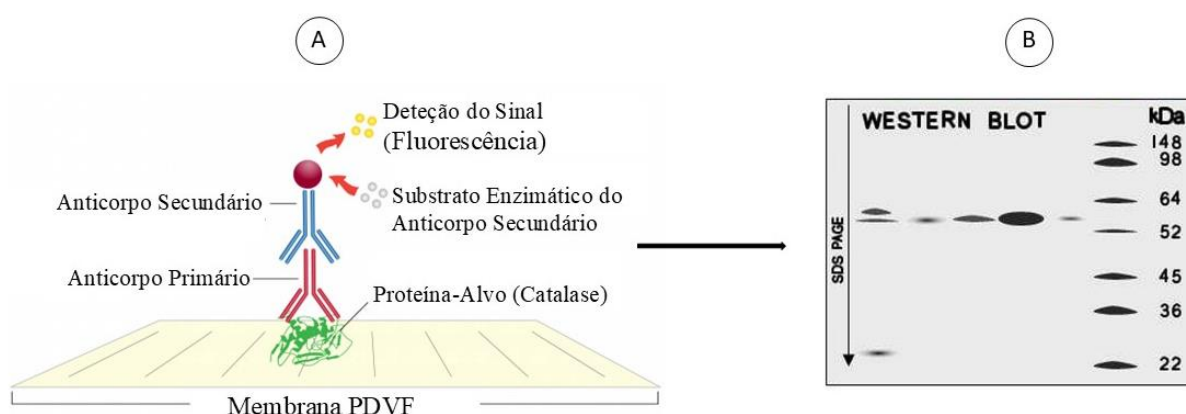 A
Deteção do Sinal
(Fluorescência)
Anticorpo Secundário
Substrato Enzimático do
Anticorpo Secundário
Anticorpo Primário
Proteína-Alvo (Catalase)
Membrana PDVF
B
WESTERN BLOT
kDa
148
98
64
52
45
36
22
SDS PAGE